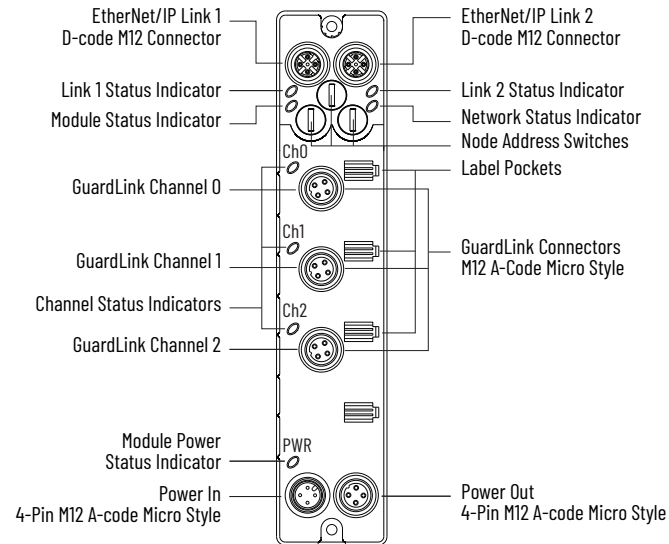 EtherNet/IP Link 1
D-code M12 Connector
EtherNet/IP Link 2
D-code M12 Connector
Link 1 Status Indicator
Link 2 Status Indicator
Module Status Indicator
Network Status Indicator
Node Address Switches
Ch0
Label Pockets
GuardLink Channel 0
Ch1
GuardLink Connectors
M12 A-Code Micro Style
GuardLink Channel 1
Channel Status Indicators
Ch2
GuardLink Channel 2
Module Power
Status Indicator
PWR
Power In
4-Pin M12 A-code Micro Style
Power Out
4-Pin M12 A-code Micro Style